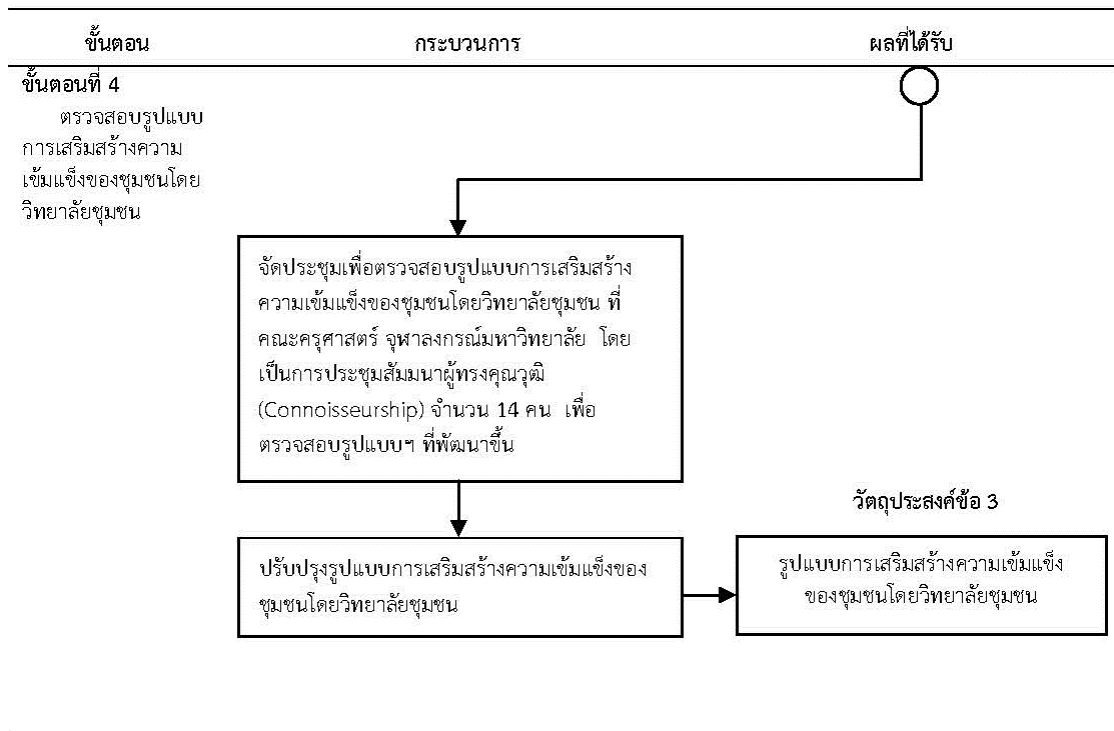 ขั้นตอน กระบวนการ ผลที่ได้รับ
ขั้นตอนที่ 4
ตรวจสอบรูปแบบ
การเสริมสร้างความ
เข้มแข็งของชุมชนโดย
วิทยาลัยชุมชน
จัดประชุมเพื่อตรวจสอบรูปแบบการเสริมสร้าง
ความเข้มแข็งของชุมชนโดยวิทยาลัยชุมชน ที่
คณะครุศาสตร์ จุฬาลงกรณ์มหาวิทยาลัย โดย
เป็นการประชุมสัมมนาผู้ทรงคุณวุฒิ
(Connoisseurship) จำนวน 14 คน เพื่อ
ตรวจสอบรูปแบบฯ ที่พัฒนาขึ้น
ปรับปรุงรูปแบบการเสริมสร้างความเข้มแข็งของ
ชุมชนโดยวิทยาลัยชุมชน
วัตถุประสงค์ข้อ 3
รูปแบบการเสริมสร้างความเข้มแข็ง
ของชุมชนโดยวิทยาลัยชุมชน